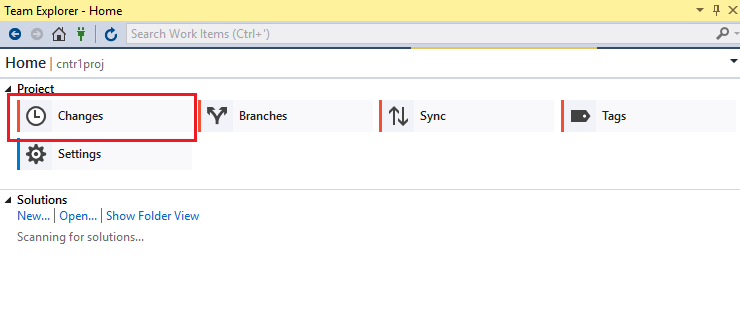 Team Explorer - Home
Search Work Items (Ctrl+')
Home | cntr1proj
Project
Changes Branches Sync Tags
Settings
Solutions
New... | Open... | Show Folder View
Scanning for solutions...